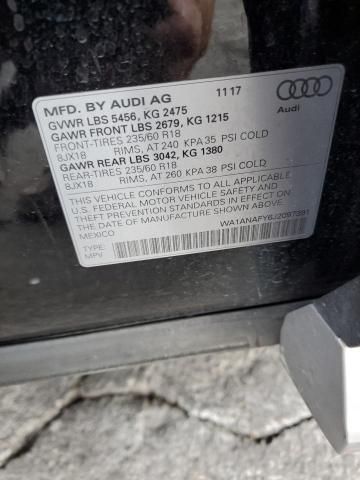 MFD. BY AUDI AG 11 17
GVWR LBS 5456, KG 2475
GAWR FRONT LBS 2679, KG 1215
FRONT-TIRES 235/60 R18
8JX18 RIMS, AT 240 KPA 35 PSI COLD
GAWR REAR LBS 3042, KG 1380
REAR-TIRES 235/60 R18
8JX18 RIMS, AT 260 KPA 38 PSI COLD
Audi
THIS VEHICLE CONFORMS TO ALL APPLICABLE
U.S. FEDERAL MOTOR VEHICLE SAFETY AND
THEFT PREVENTION STANDARDS IN EFFECT ON
THE DATE OF MANUFACTURE SHOWN ABOVE
MEXICO
TYPE:
MPV
WA1ANAFY6J2097391